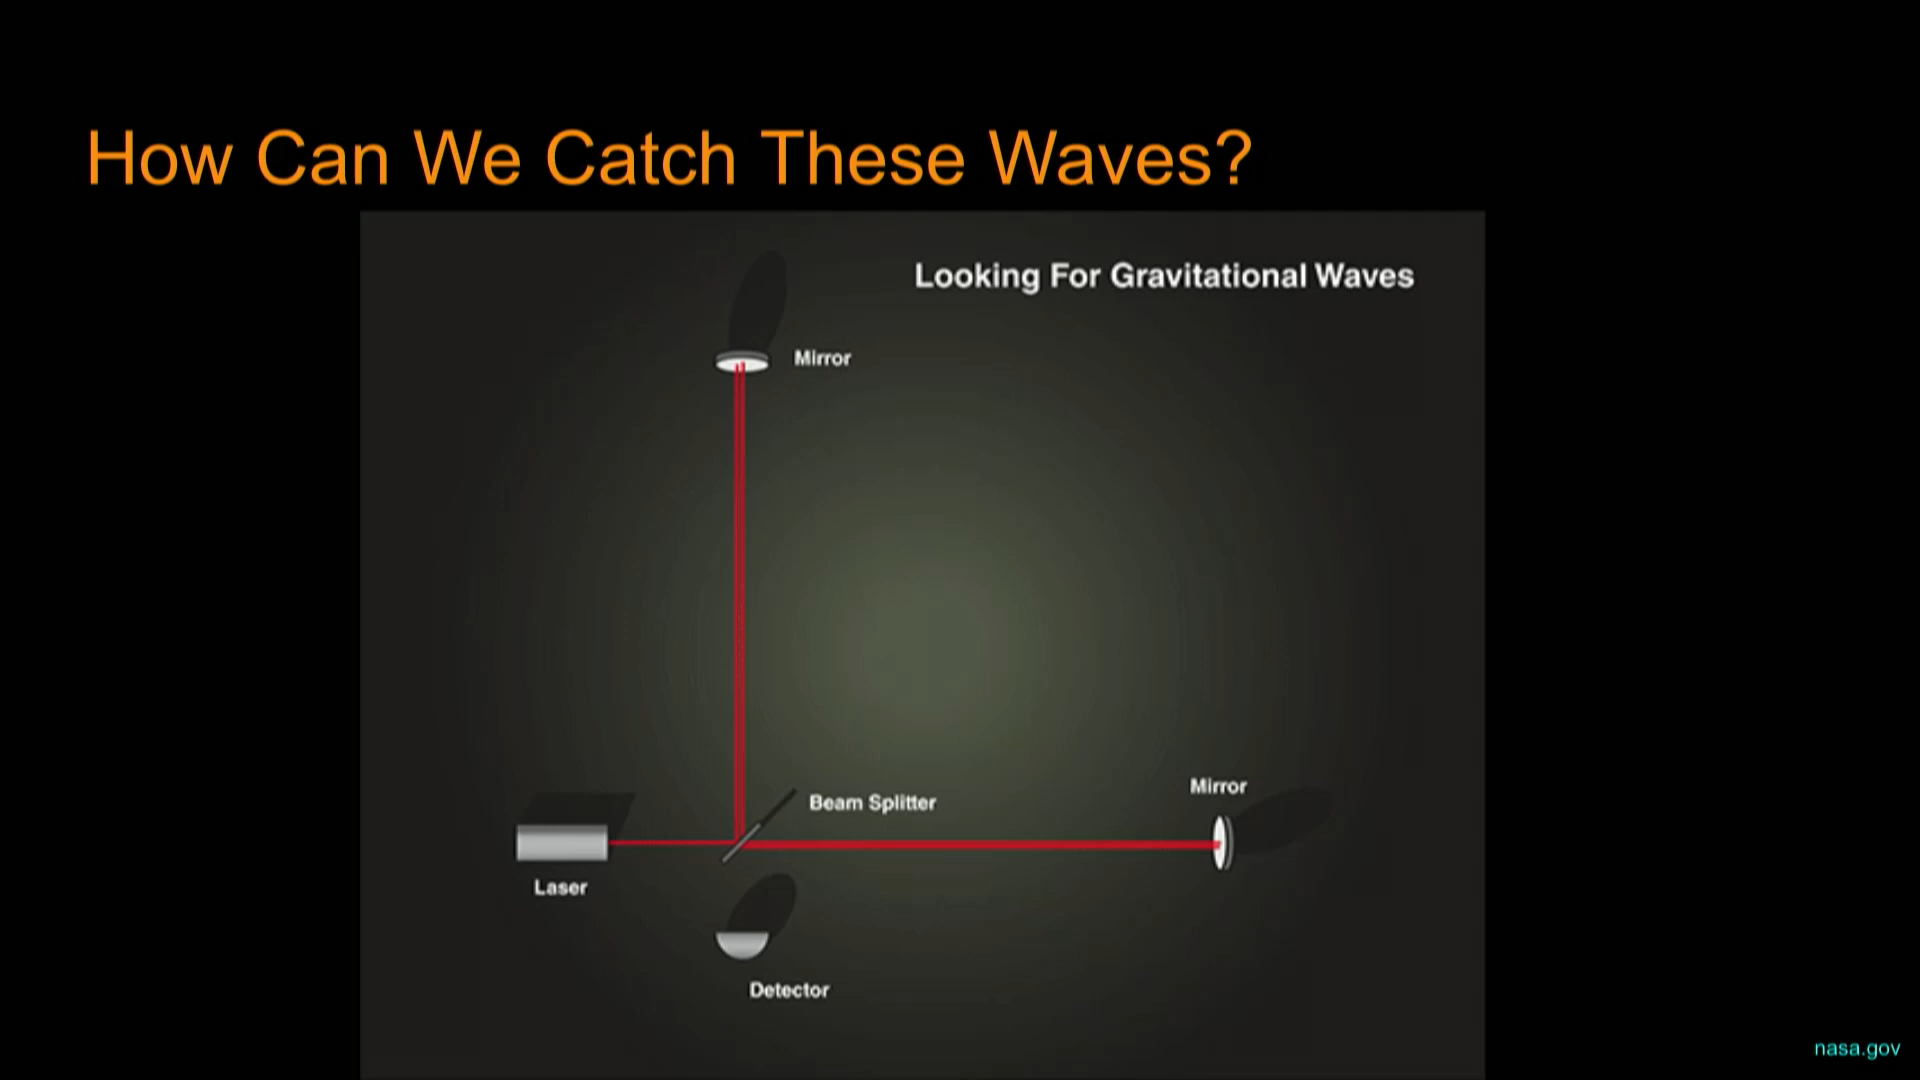 How Can We Catch These Waves?
Looking For Gravitational Waves
Mirror
Mirror
Beam Splitter
Laser
Detector
nasa.gov